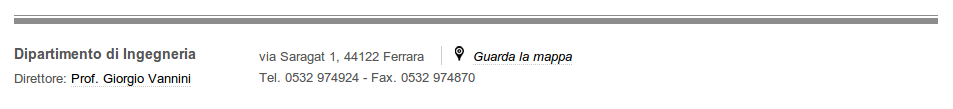 Dipartimento di Ingegneria
Direttore: Prof. Giorgio Vannini
via Saragat 1, 44122 Ferrara Guarda la mappa
Tel. 0532 974924 - Fax. 0532 974870